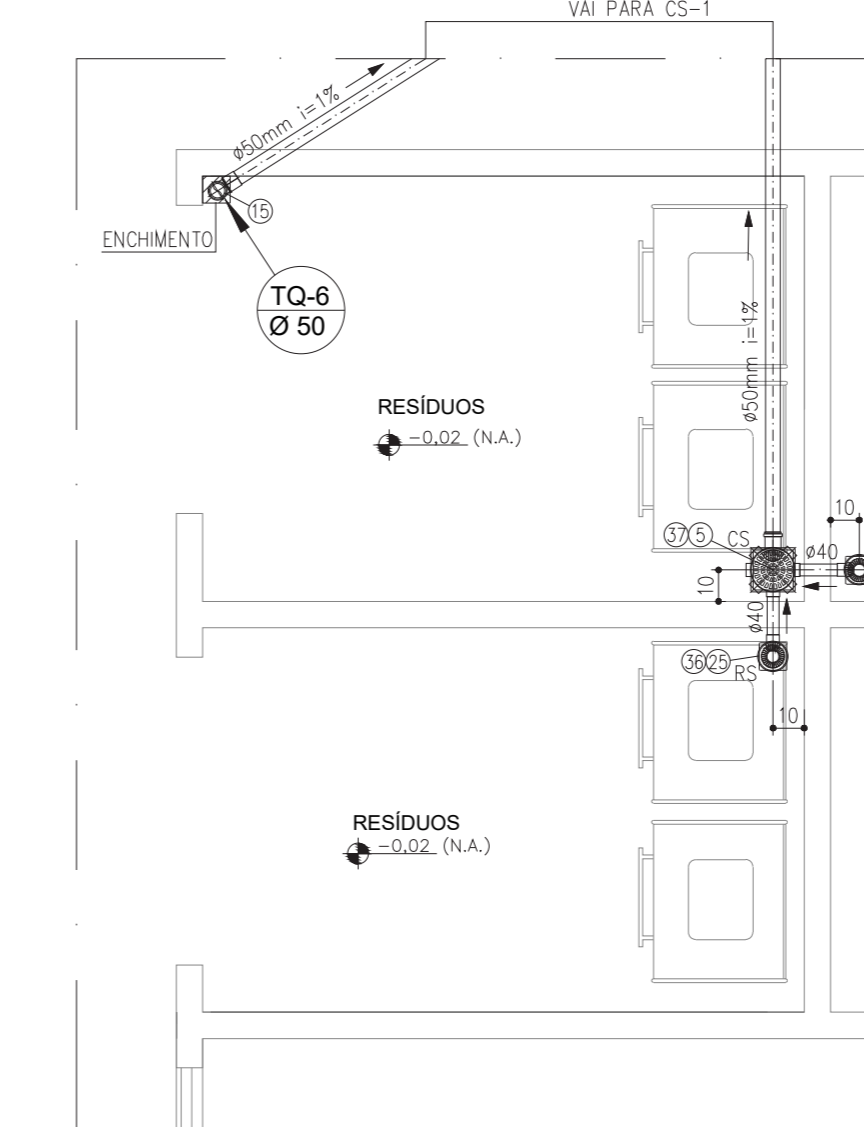 VAI PARA CS-1
ø50mm i=1%
15
ENCHIMENTO
TQ-6
Ø 50
ø50mm i=1%
RESÍDUOS
-0,02 (N.A.)
10
37 5 CS
ø40
10
ø40
36 25
RS
10
RESÍDUOS
-0,02 (N.A.)